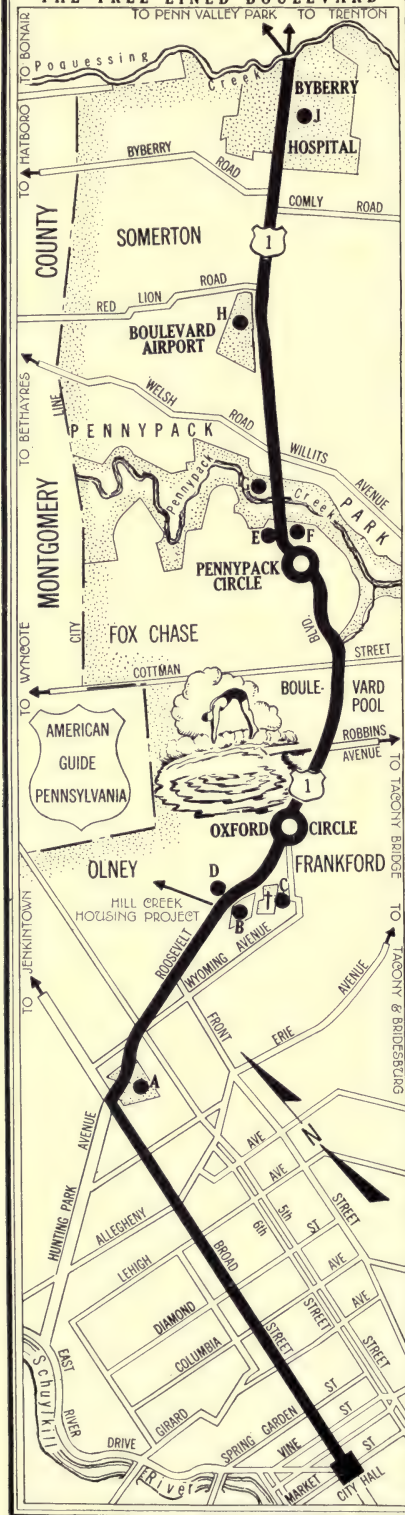 THE TREE LINED BOULEVARD
TO PENN VALLEY PARK TO TRENTON
TO BONAIR
Poquessing Creek
BYBERRY
J
HOSPITAL
TO HATBORO
BYBERRY ROAD
COMLY ROAD
COUNTY
SOMERTON
1
RED LION ROAD
H
BOULEVARD
AIRPORT
TO BETHAYRES
WELSH ROAD
LINE
PENNYPACK
WILLITS AVENUE
Pennypack Creek
PARK
G
E F
PENNYPACK
CIRCLE
MONTGOMERY
CITY
BLVD.
FOX CHASE
STREET
TO WYNCOTE
COTTMAN
BOULE- VARD
POOL
AMERICAN
GUIDE
PENNSYLVANIA
ROBBINS
AVENUE
1
TO TACONY BRIDGE
OXFORD CIRCLE
OLNEY
FRANKFORD
D
HILL CREEK
HOUSING PROJECT
C
B
ROOSEVELT
WYOMING AVENUE
TO JENKINTOWN
FRONT
ERIE AVENUE
TO TACONY & BRIDESBURG
A
N
HUNTING PARK AVENUE
ALLEGHENY AVE
STREET
LEHIGH AVE
6th
5th ST
BROAD STREET
DIAMOND
STREET
AVE
COLUMBIA AVE
STREET
Schuylkill River
EAST RIVER DRIVE
GIRARD
SPRING GARDEN ST
VINE ST
MARKET ST
CITY HALL